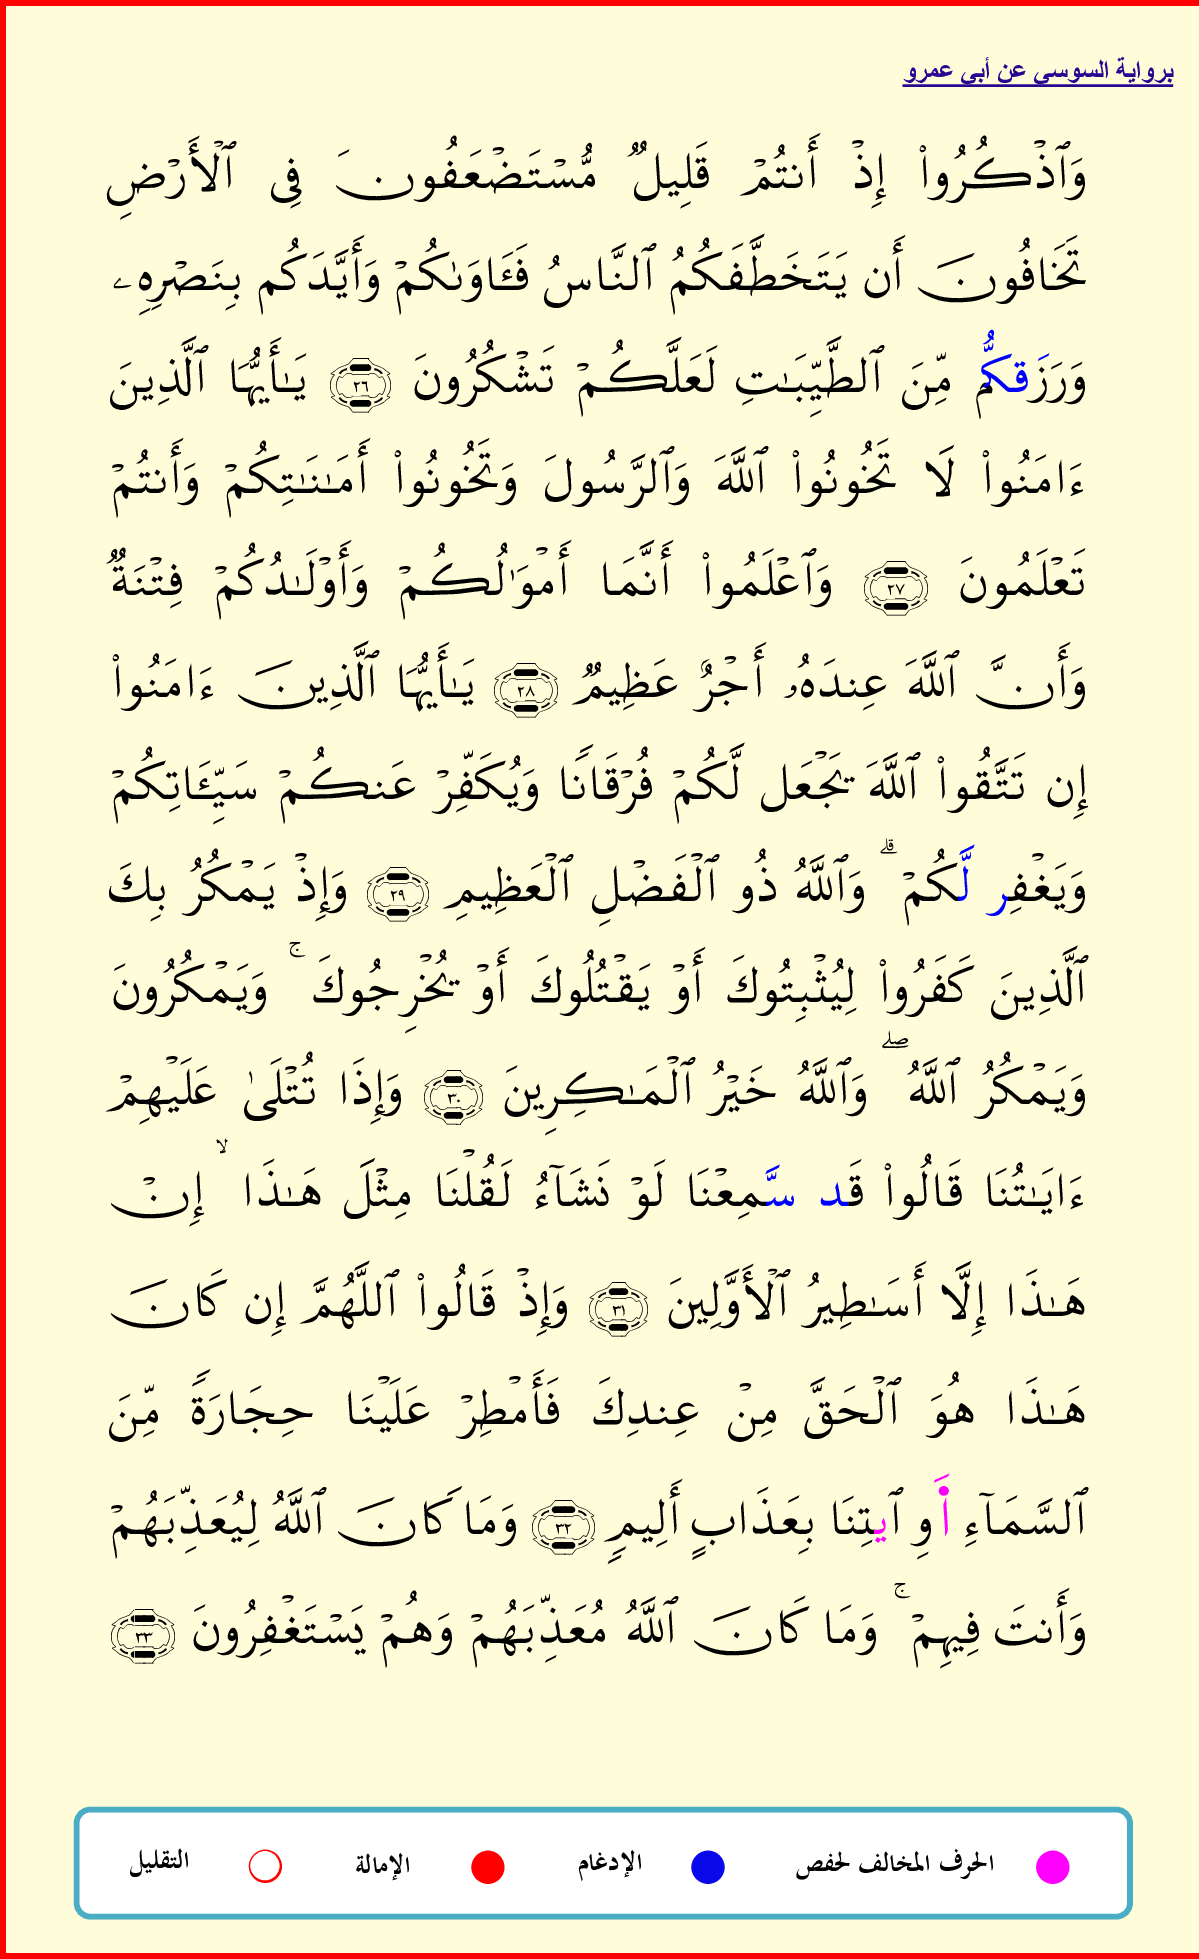 برواية السوسي عن أبي عمرو
وَٱذْكُرُوا۟ إِذْ أَنتُمْ قَلِيلٌ مُّسْتَضْعَفُونَ فِى ٱلْأَرْضِ
تَخَافُونَ أَن يَتَخَطَّفَكُمُ ٱلنَّاسُ فَـَٔاوَىٰكُمْ وَأَيَّدَكُم بِنَصْرِهِۦ
وَرَزَقكُّم مِّنَ ٱلطَّيِّبَـٰتِ لَعَلَّكُمْ تَشْكُرُونَ ٢٦ يَـٰٓأَيُّهَا ٱلَّذِينَ
ءَامَنُوا۟ لَا تَخُونُوا۟ ٱللَّهَ وَٱلرَّسُولَ وَتَخُونُوا۟ أَمَـٰنَـٰتِكُمْ وَأَنتُمْ
تَعْلَمُونَ ٢٧ وَٱعْلَمُوا۟ أَنَّمَا أَمْوَٰلُكُمْ وَأَوْلَـٰدُكُمْ فِتْنَةٌ
وَأَنَّ ٱللَّهَ عِندَهُۥ أَجْرٌ عَظِيمٌ ٢٨ يَـٰأَيُّهَا ٱلَّذِينَ ءَامَنُوا۟
إِن تَتَّقُوا۟ ٱللَّهَ يَجْعَل لَّكُمْ فُرْقَانًا وَيُكَفِّرْ عَنكُمْ سَيِّـَٔاتِكُمْ
وَيَغْفِر لَّكُمْ ۗ وَٱللَّهُ ذُو ٱلْفَضْلِ ٱلْعَظِيمِ ٢٩ وَإِذْ يَمْكُرُ بِكَ
ٱلَّذِينَ كَفَرُوا۟ لِيُثْبِتُوكَ أَوْ يَقْتُلُوكَ أَوْ يُخْرِجُوكَ ۚ وَيَمْكُرُونَ
وَيَمْكُرُ ٱللَّهُ ۖ وَٱللَّهُ خَيْرُ ٱلْمَـٰكِرِينَ ٣٠ وَإِذَا تُتْلَىٰ عَلَيْهِمْ
ءَايَـٰتُنَا قَالُوا۟ قَد سَّمِعْنَا لَوْ نَشَآءُ لَقُلْنَا مِثْلَ هَـٰذَا ۙ إِنْ
هَـٰذَا إِلَّا أَسَـٰطِيرُ ٱلْأَوَّلِينَ ٣١ وَإِذْ قَالُوا۟ ٱللَّهُمَّ إِن كَانَ
هَـٰذَا هُوَ ٱلْحَقَّ مِنْ عِندِكَ فَأَمْطِرْ عَلَيْنَا حِجَارَةً مِّنَ
ٱلسَّمَآءِ أَوِ ٱيتِنَا بِعَذَابٍ أَلِيمٍ ٣٢ وَمَا كَانَ ٱللَّهُ لِيُعَذِّبَهُمْ
وَأَنتَ فِيهِمْ ۚ وَمَا كَانَ ٱللَّهُ مُعَذِّبَهُمْ وَهُمْ يَسْتَغْفِرُونَ ٣٣
الحرف المخالف لحفص الإدغام الإمالة التقليل